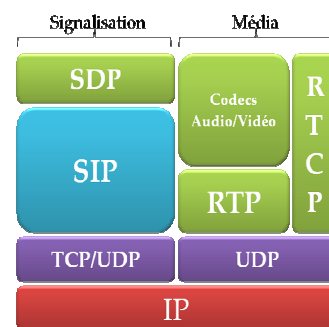 Signalisation Média
SDP
Codecs
Audio/Vidéo
SIP
RTP
R
T
C
P
TCP/UDP UDP
IP